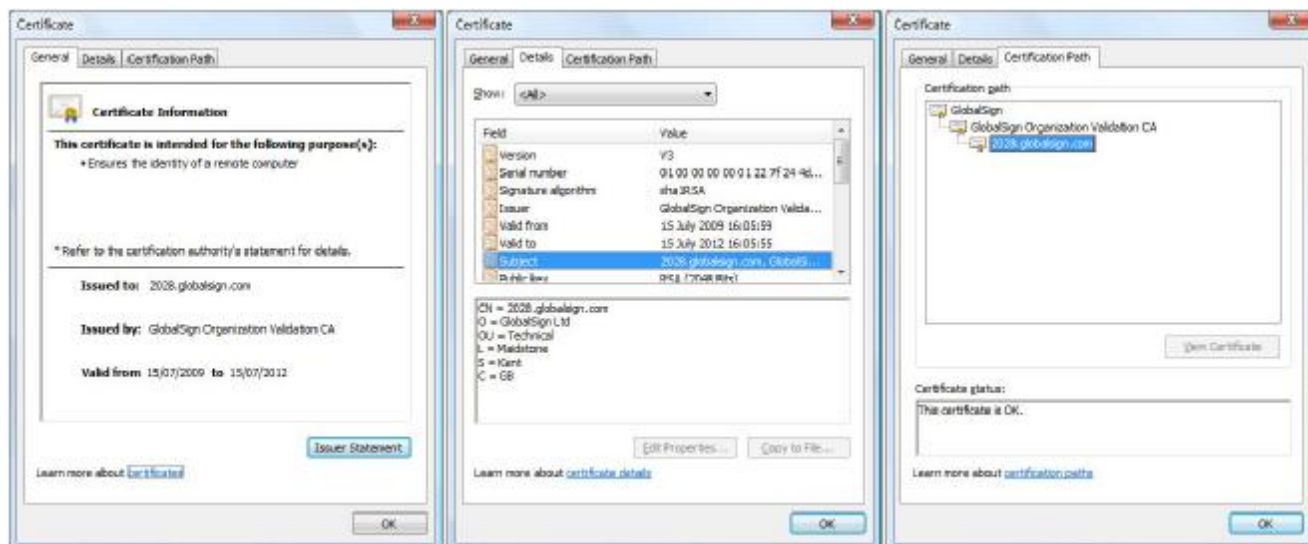 Certificate
General Details Certification Path
Certificate Information
This certificate is intended for the following purpose(s):
• Ensures the identity of a remote computer
* Refer to the certification authority's statement for details.
Issued to: 2028.globalsign.com
Issued by: GlobalSign Organization Validation CA
Valid from 15/07/2009 to 15/07/2012
Issuer Statement
Learn more about certificates
OK
Certificate
General Details Certification Path
Show: <All>
Field Value
Version V3
Serial number 01 00 00 00 00 01 22 7f 24 4d...
Signature algorithm sha1RSA
Issuer GlobalSign Organization Valida...
Valid from 15 July 2009 16:05:59
Valid to 15 July 2012 16:05:55
Subject 2028.globalsign.com, GlobalS...
Public key RSA (2048 Bits)
CN = 2028.globalsign.com
O = GlobalSign Ltd
OU = Technical
L = Maidstone
S = Kent
C = GB
Edit Properties... Copy to File...
Learn more about certificate details
OK
Certificate
General Details Certification Path
Certification path
GlobalSign
GlobalSign Organization Validation CA
2028.globalsign.com
View Certificate
Certificate status:
This certificate is OK.
Learn more about certification paths
OK